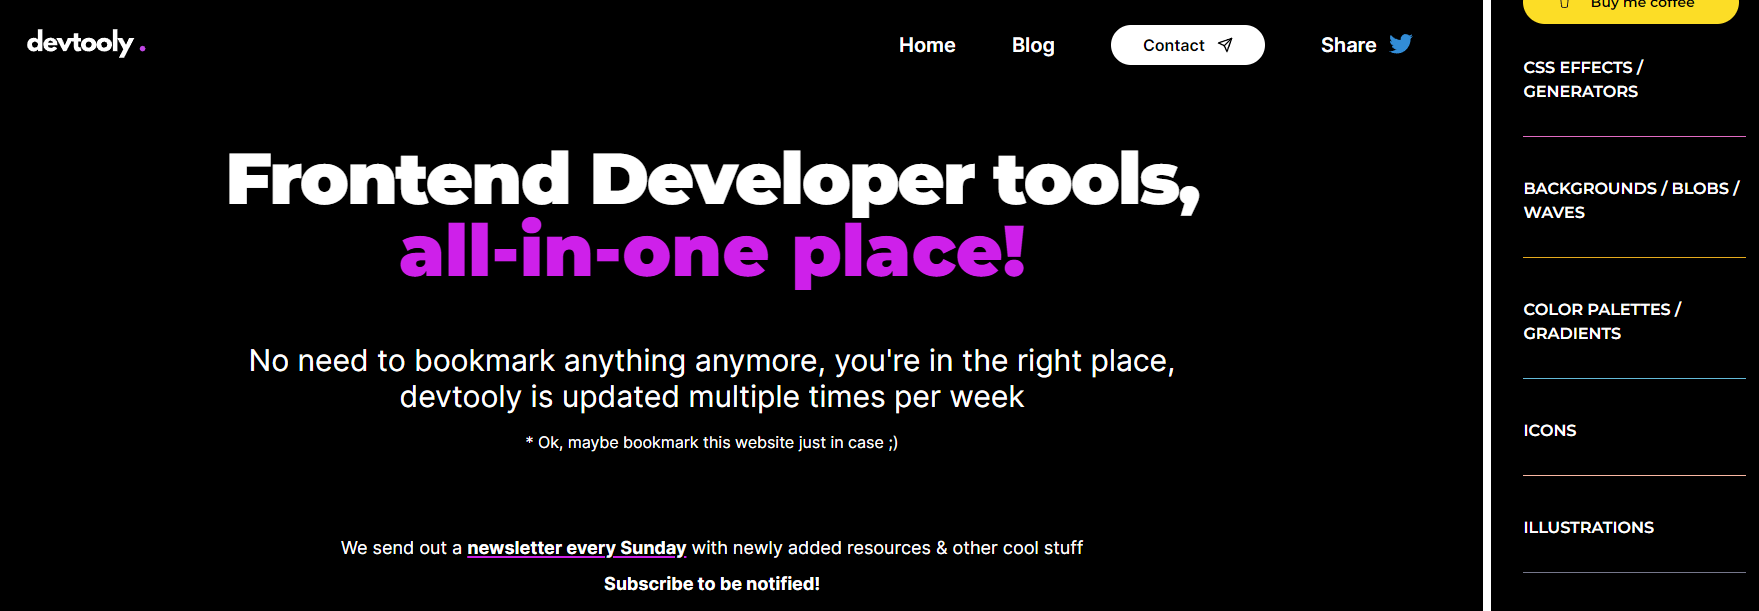 devtooly.
Home
Blog
Contact
Share
Frontend Developer tools,
all-in-one place!
No need to bookmark anything anymore, you're in the right place,
devtooly is updated multiple times per week
* Ok, maybe bookmark this website just in case ;)
We send out a newsletter every Sunday with newly added resources & other cool stuff
Subscribe to be notified!
Buy me coffee
CSS EFFECTS /
GENERATORS
BACKGROUNDS / BLOBS /
WAVES
COLOR PALETTES /
GRADIENTS
ICONS
ILLUSTRATIONS